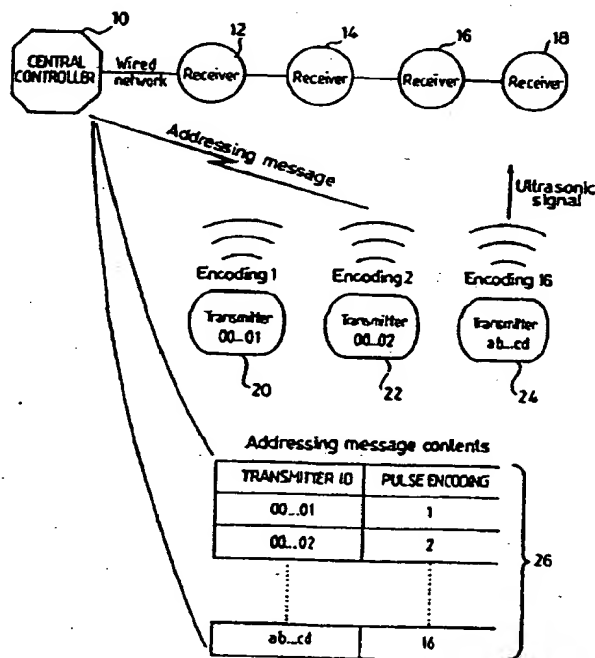 10
12
14
16
18
CENTRAL
CONTROLLER
Wired
network
Receiver
Receiver
Receiver
Receiver
Addressing message
Ultrasonic
signal
Encoding 1
Encoding 2
Encoding 16
Transmitter
00...01
Transmitter
00...02
Transmitter
ab...cd
20
22
24
Addressing message contents
TRANSMITTER ID PULSE ENCODING
00...01 1
00...02 2
26
ab...cd 16